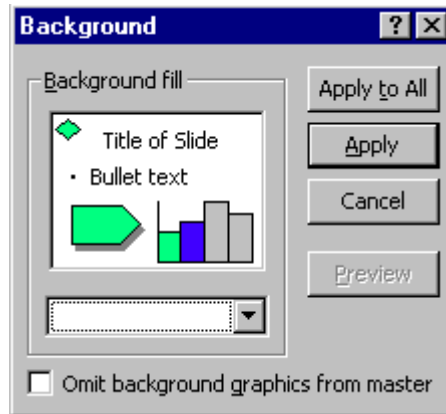 Background
Background fill
Apply to All
Title of Slide
Apply
• Bullet text
Cancel
Preview
Omit background graphics from master